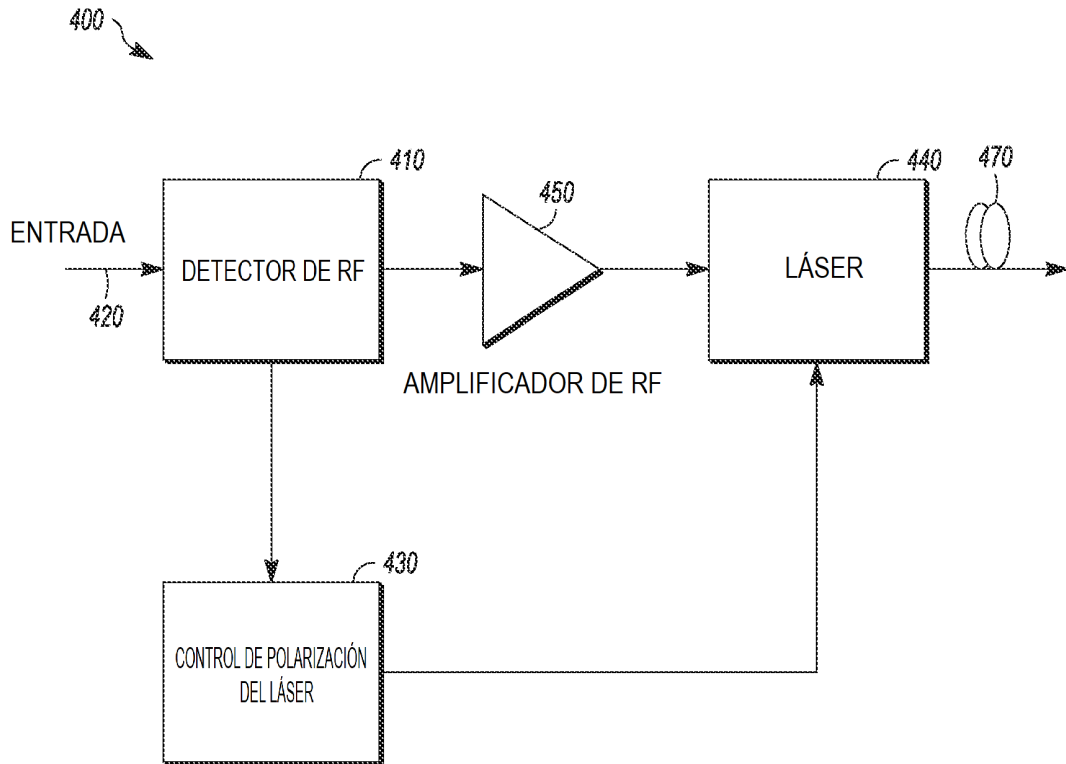 400
410
440
470
450
ENTRADA
DETECTOR DE RF
LÁSER
420
AMPLIFICADOR DE RF
430
CONTROL DE POLARIZACIÓN
DEL LÁSER